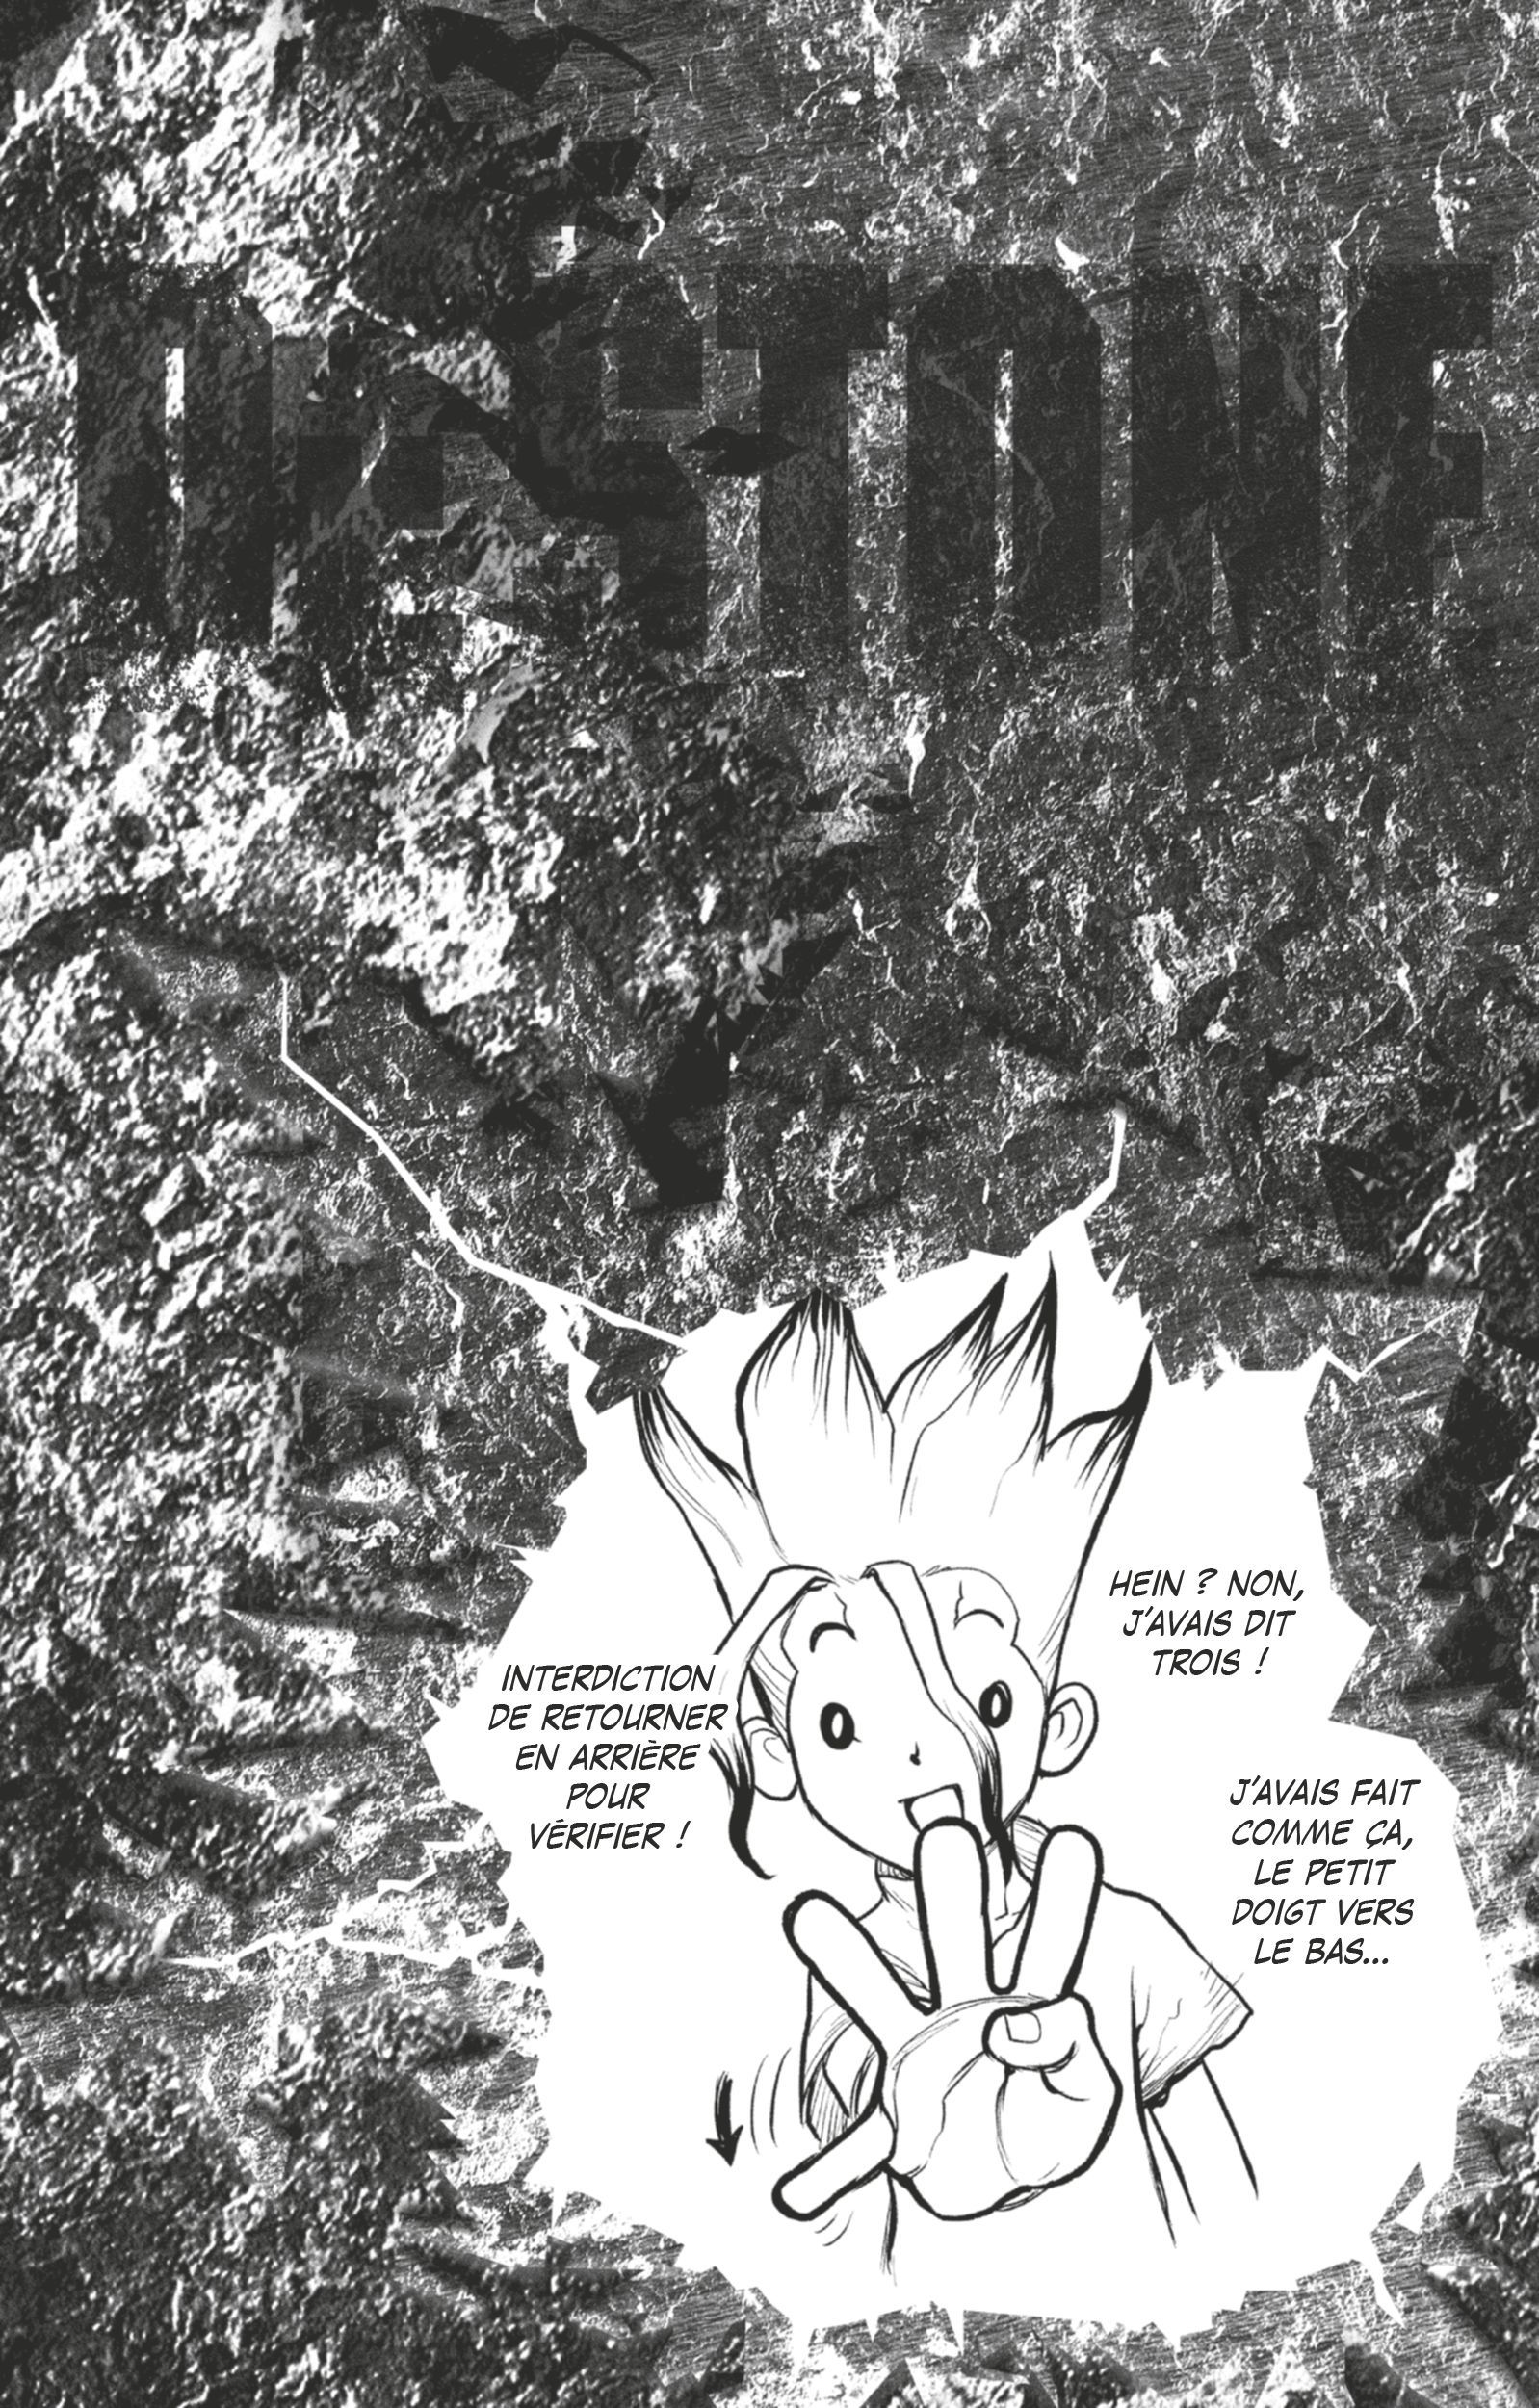 Dr.STONE
HEIN ? NON,
J'AVAIS DIT
TROIS !
J'AVAIS FAIT
COMME ÇA,
LE PETIT
DOIGT VERS
LE BAS...
INTERDICTION
DE RETOURNER
EN ARRIÈRE
POUR
VÉRIFIER !